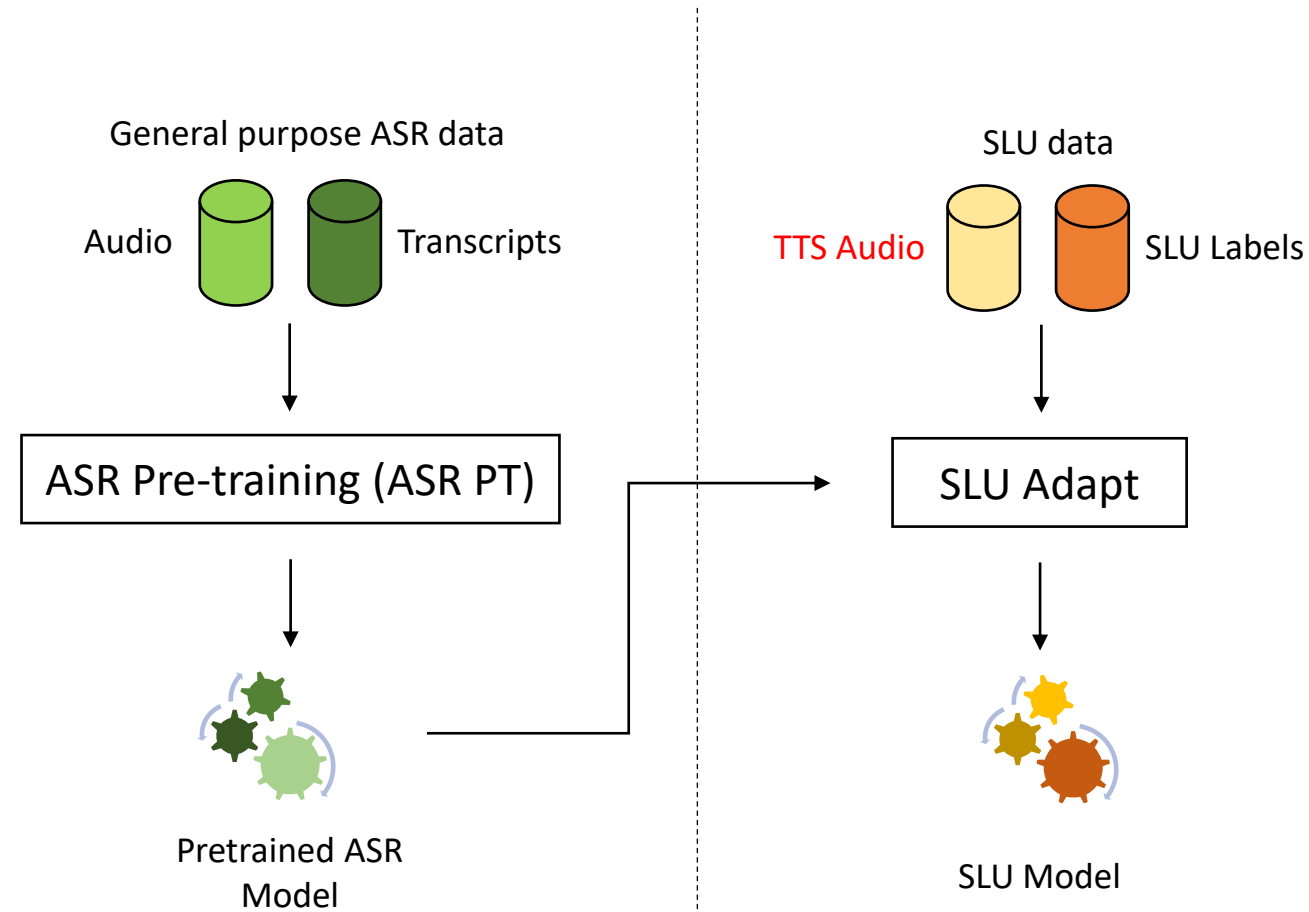 General purpose ASR data
Audio
Transcripts
ASR Pre-training (ASR PT)
Pretrained ASR
Model
SLU data
TTS Audio
SLU Labels
SLU Adapt
SLU Model